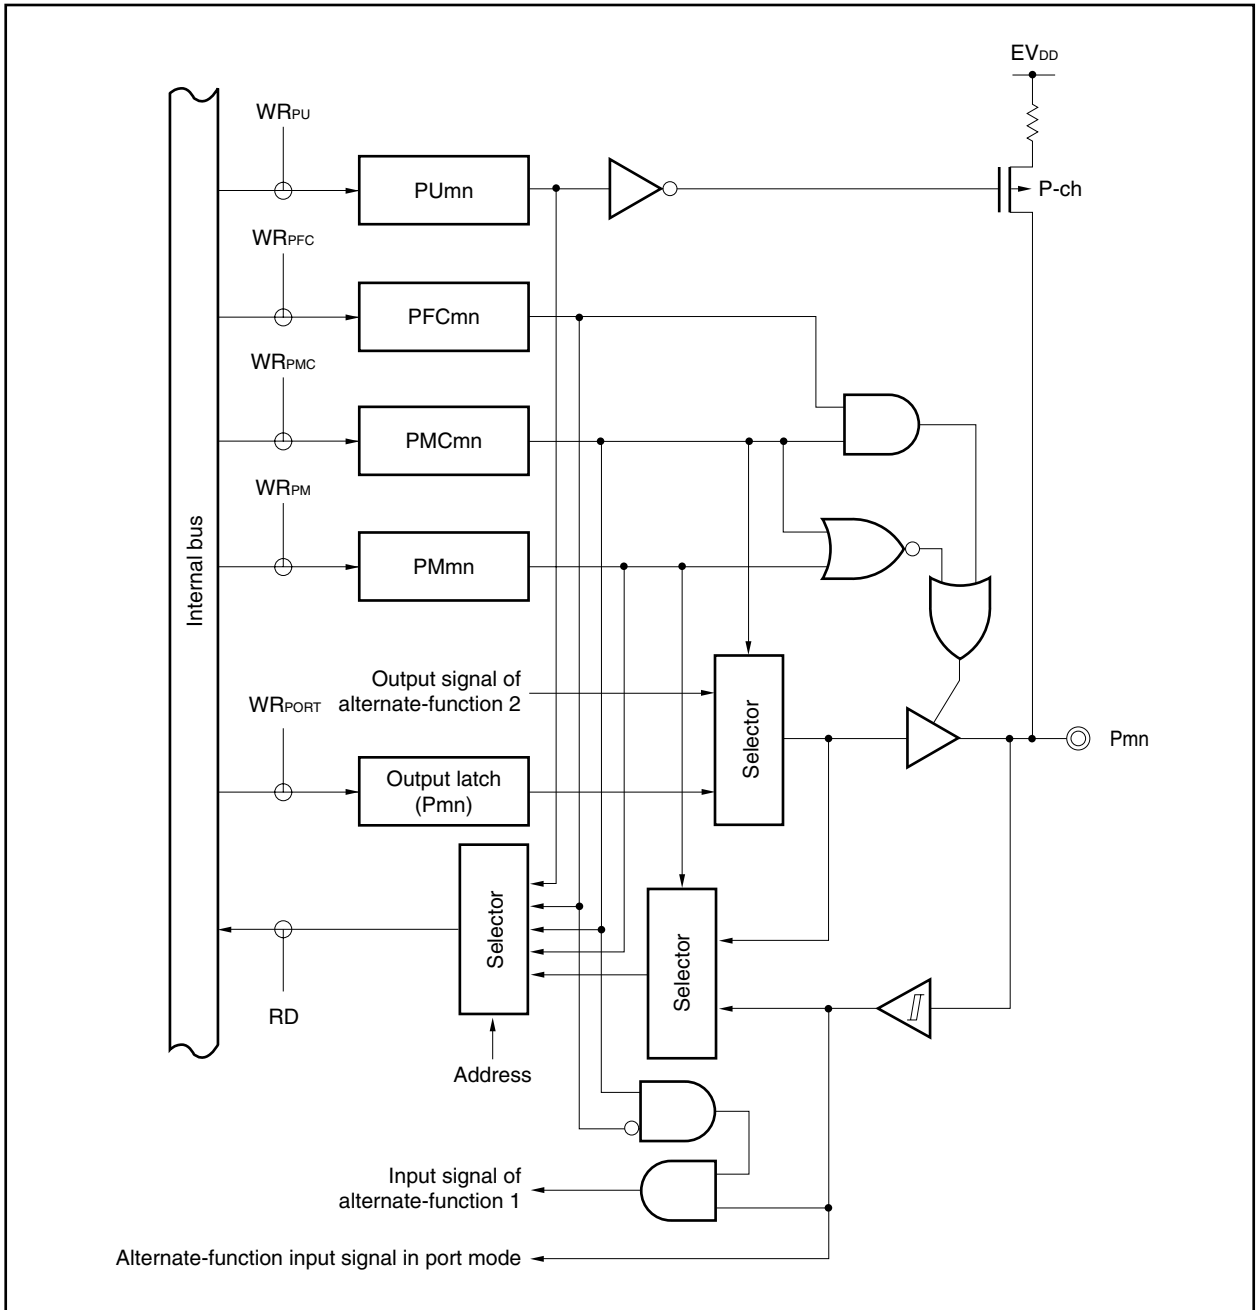 EVDD
WRPU
PUmn
P-ch
WRPFC
PFCmn
WRPMC
PMCmn
WRPM
PMmn
Internal bus
Output signal of
alternate-function 2
WRPORT
Selector
Pmn
Output latch
(Pmn)
Selector
Selector
RD
Address
Input signal of
alternate-function 1
Alternate-function input signal in port mode